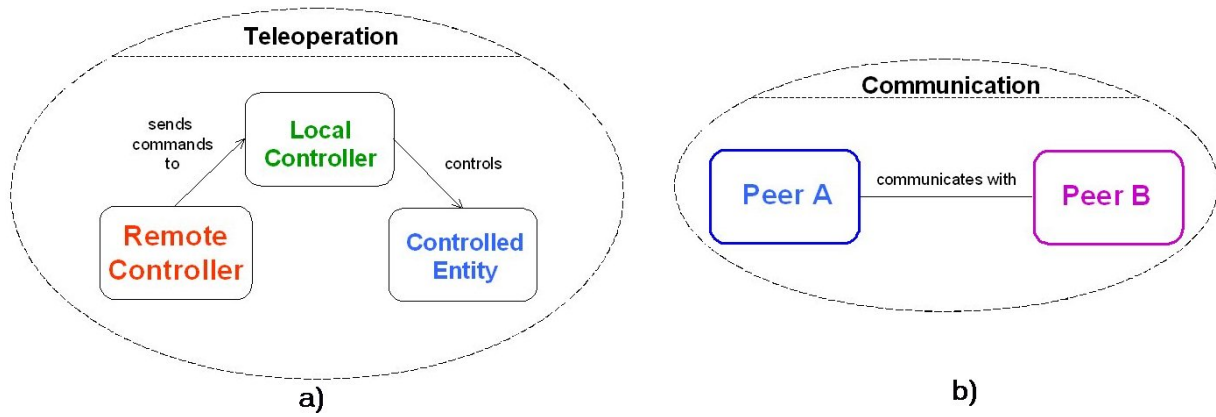 Teleoperation
sends
commands
to
Local
Controller
controls
Remote
Controller
Controlled
Entity
a)
Communication
Peer A
communicates with
Peer B
b)